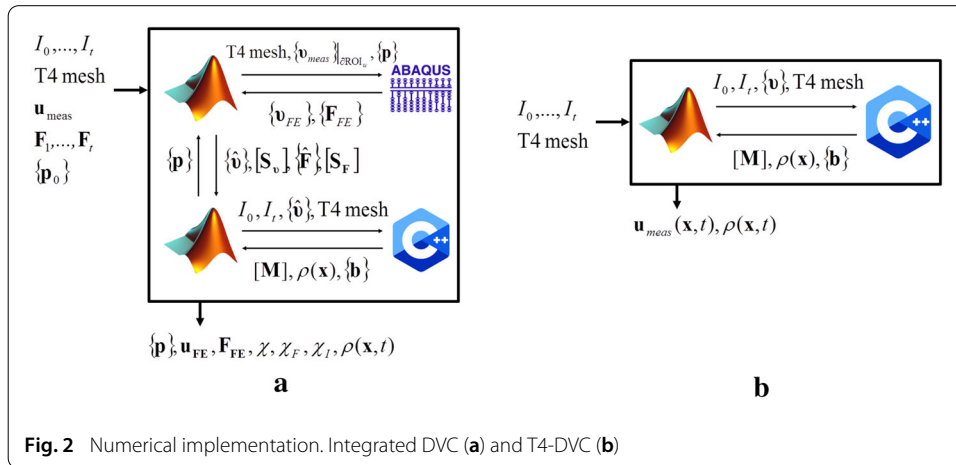 I₀,...,Iₜ
T4 mesh
u_meas
F₁,...,Fₜ
{p₀}
T4 mesh,{υ_meas}|_∂ROIᵤ,{p}
ABAQUS
{υ_FE},{F_FE}
{p}
{υ̂},[S_υ],{F̂},[S_F]
I₀,Iₜ,{υ̂},T4 mesh
C++
[M],ρ(x),{b}
{p},u_FE,F_FE,χ,χ_F,χ_I,ρ(x,t)
a
I₀,...,Iₜ
T4 mesh
I₀,Iₜ,{υ},T4 mesh
C++
[M],ρ(x),{b}
u_meas(x,t),ρ(x,t)
b
Fig. 2 Numerical implementation. Integrated DVC (a) and T4-DVC (b)